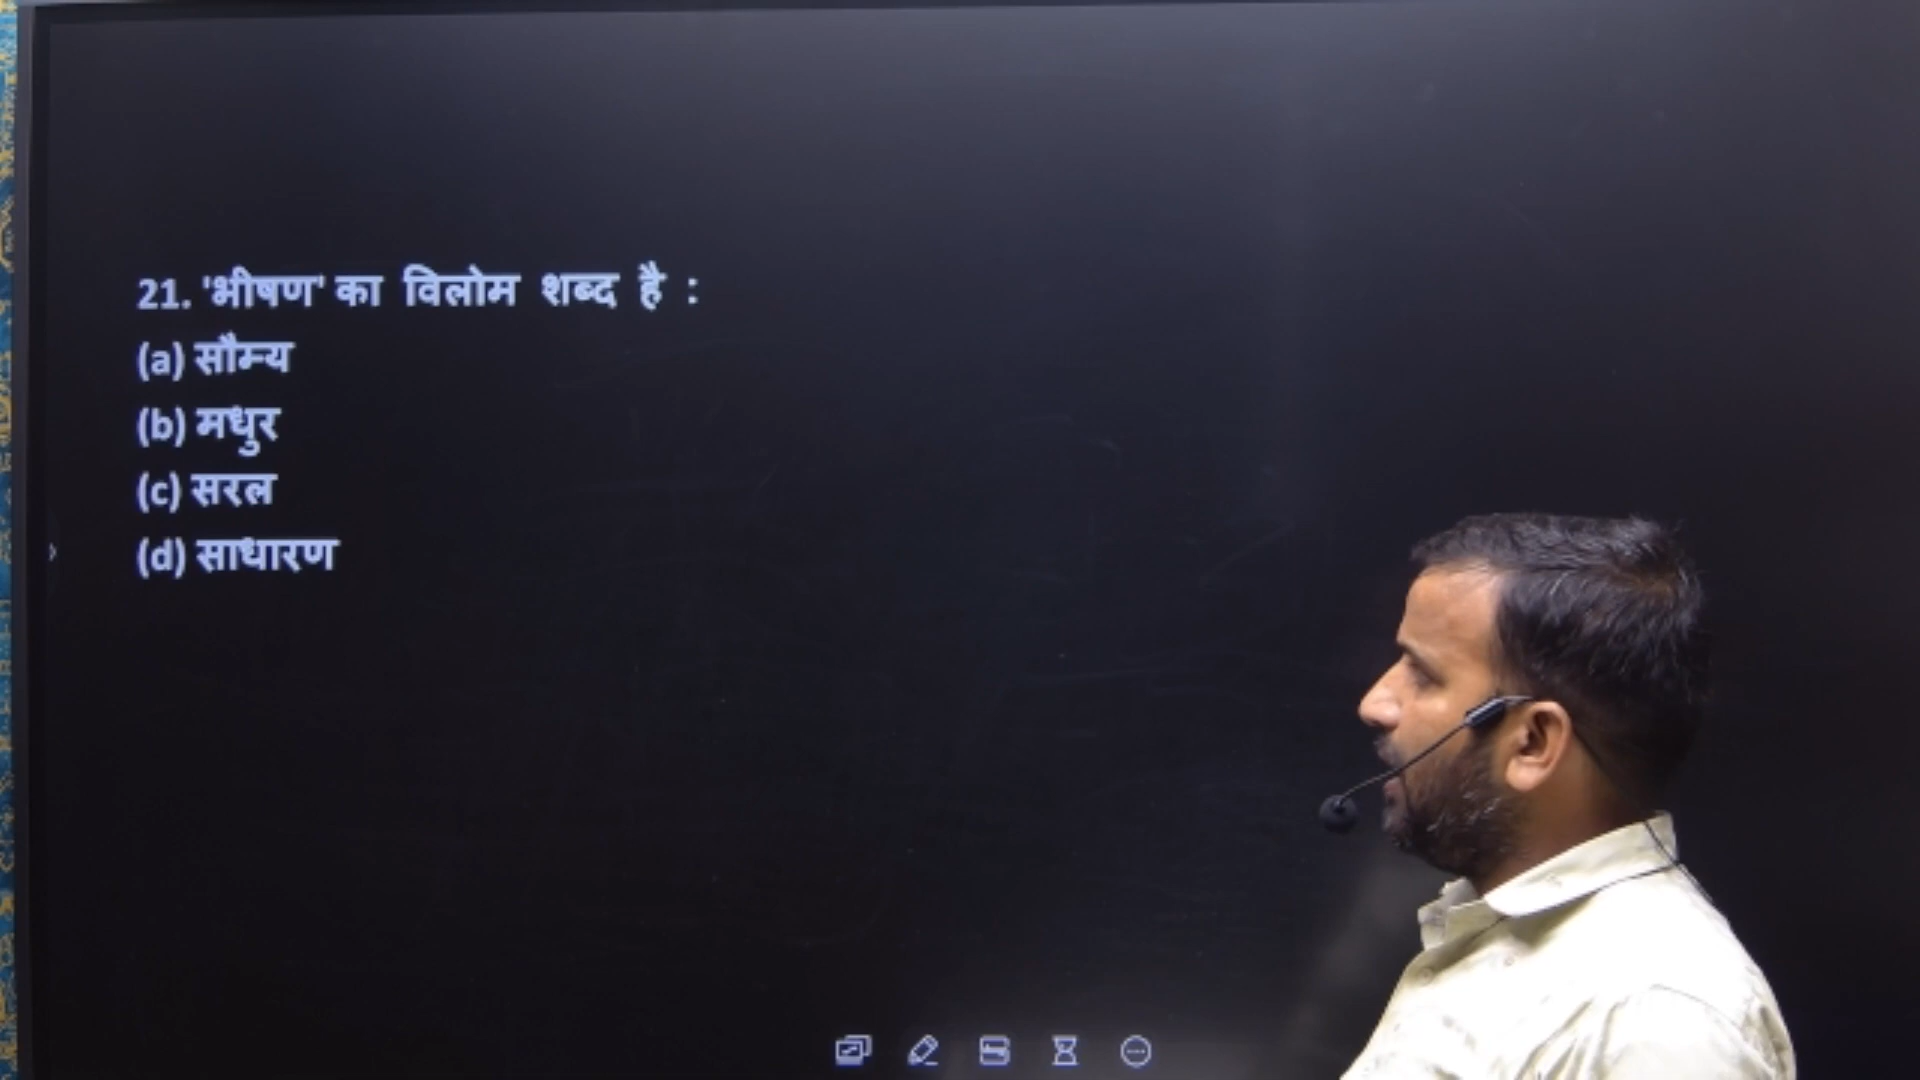 21. 'भीषण' का विलोम शब्द है :
(a) सौम्य
(b) मधुर
(c) सरल
(d) साधारण